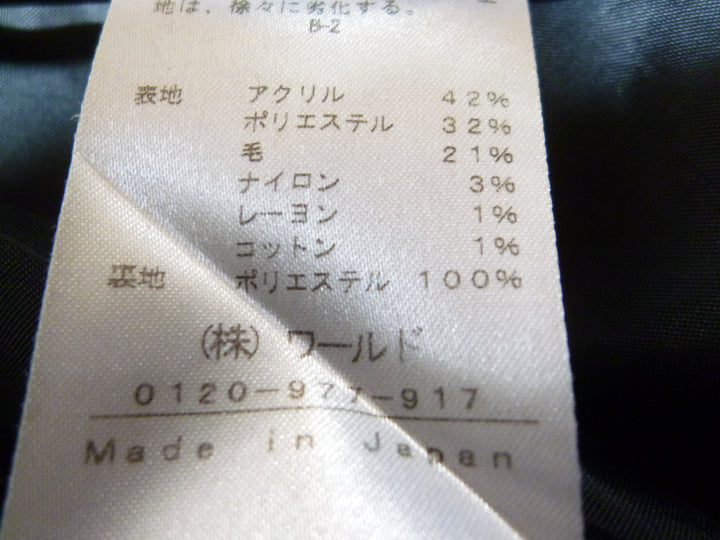 地は、徐々に劣化する。
B-2
表地 アクリル 42%
ポリエステル 32%
毛 21%
ナイロン 3%
レーヨン 1%
コットン 1%
裏地 ポリエステル 100%
(株)ワールド
0120-977-917
Made in Japan